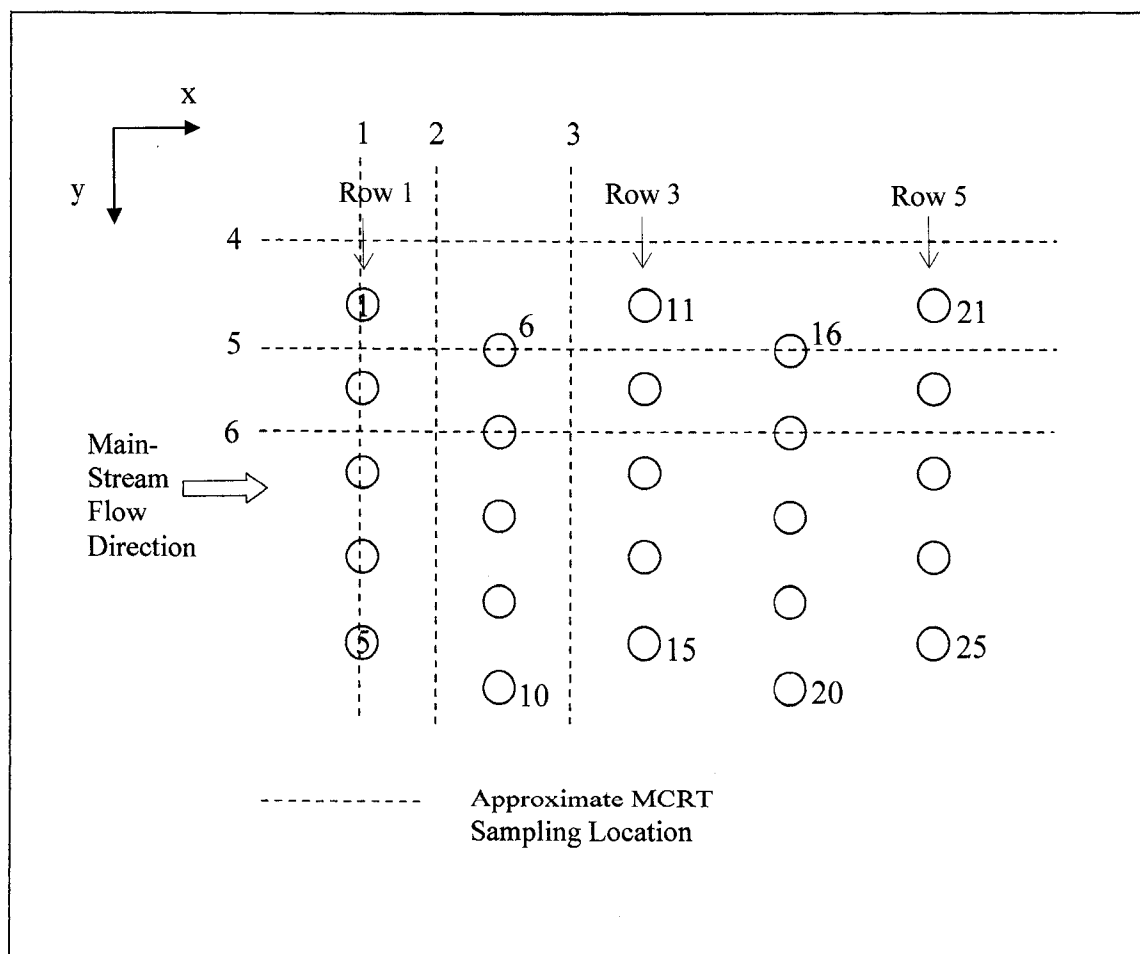 x
1
2
3
y
Row 1
Row 3
Row 5
4
1
11
21
6
16
5
6
Main-
Stream
Flow
Direction
5
15
25
10
20
Approximate MCRT
Sampling Location